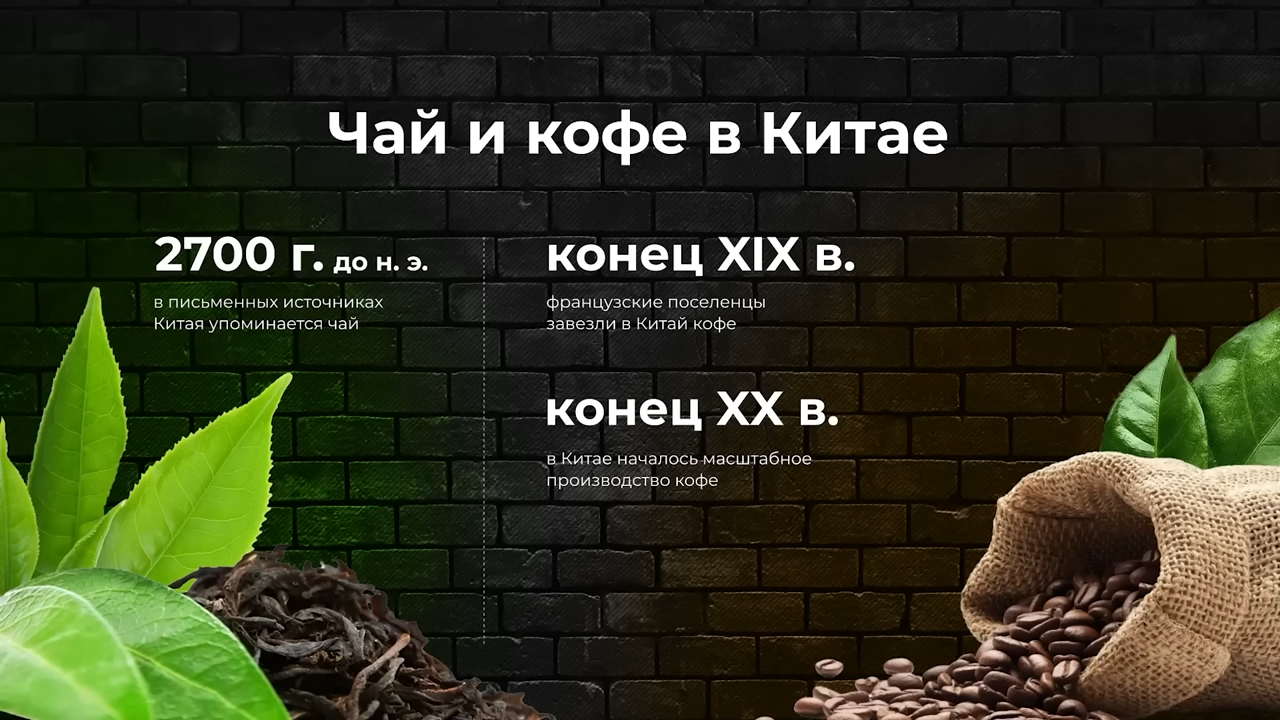 Чай и кофе в Китае
2700 г. до н. э.
в письменных источниках
Китая упоминается чай
конец XIX в.
французские поселенцы
завезли в Китай кофе
конец XX в.
в Китае началось масштабное
производство кофе